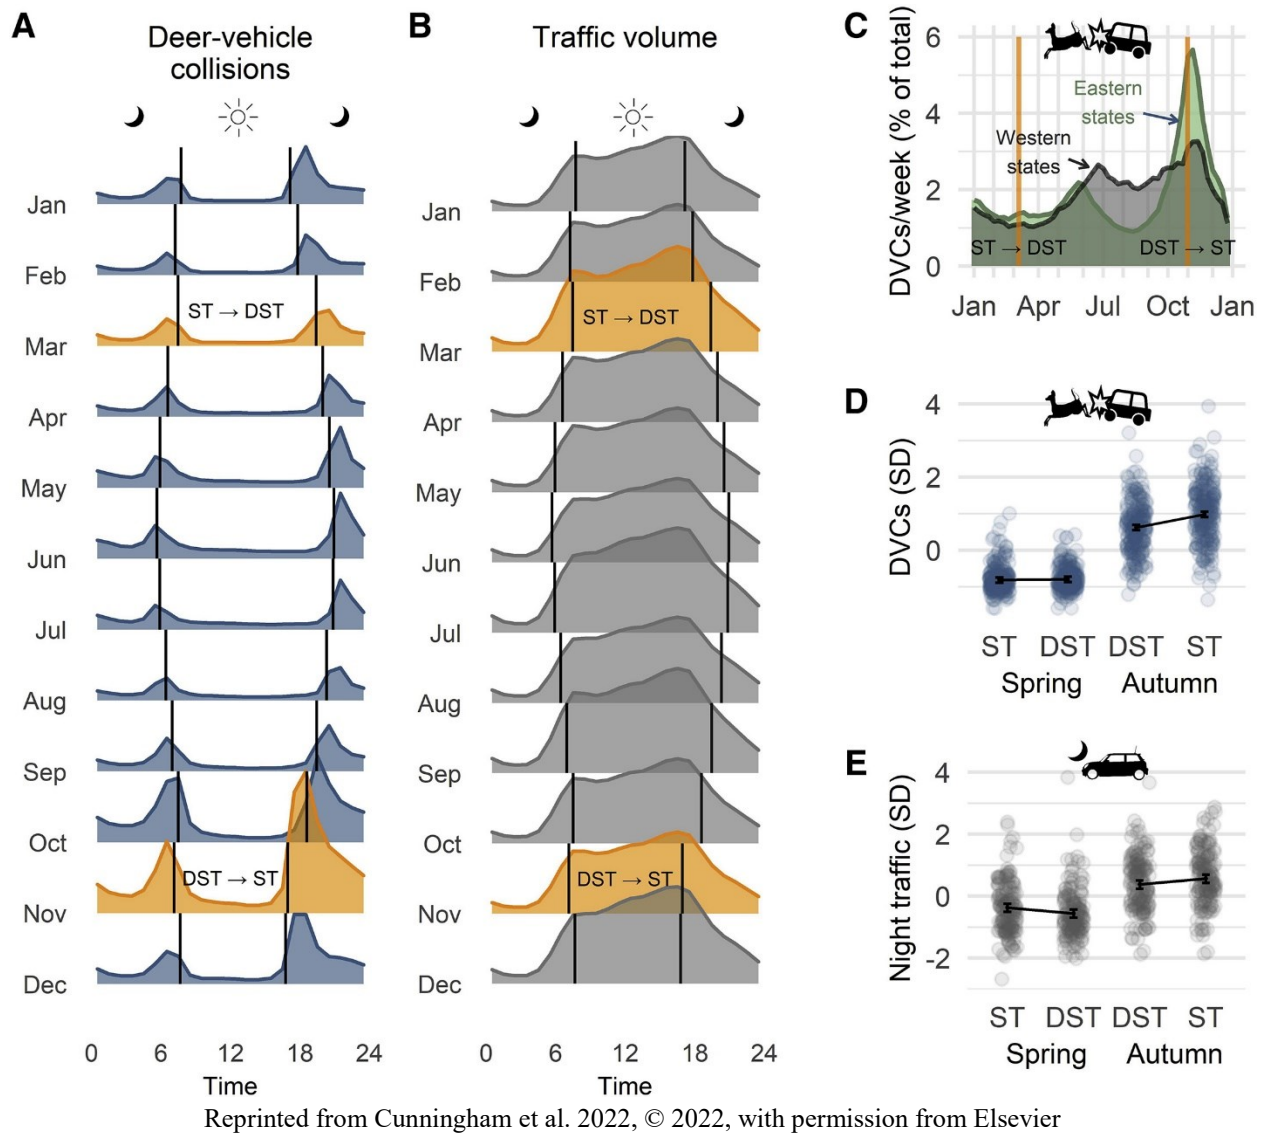 A
Deer-vehicle
collisions
Jan
Feb
ST → DST
Mar
Apr
May
Jun
Jul
Aug
Sep
Oct
DST → ST
Nov
Dec
0 6 12 18 24
Time
B
Traffic volume
Jan
Feb
ST → DST
Mar
Apr
May
Jun
Jul
Aug
Sep
Oct
DST → ST
Nov
Dec
0 6 12 18 24
Time
C
DVCs/week (% of total)
6
4
2
0
Eastern
states
Western
states
ST → DST
DST → ST
Jan Apr Jul Oct Jan
D
DVCs (SD)
4
2
0
ST DST DST ST
Spring Autumn
E
Night traffic (SD)
4
2
0
-2
ST DST DST ST
Spring Autumn
Reprinted from Cunningham et al. 2022, © 2022, with permission from Elsevier